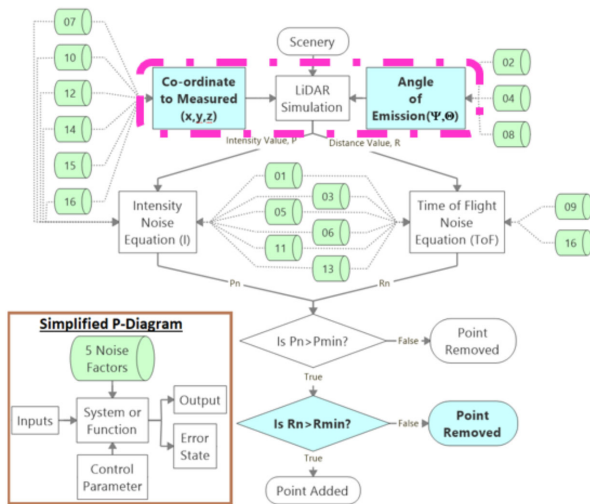 07
10
12
14
15
16
Scenery
Co-ordinate
to Measured
(x,y,z)
LiDAR
Simulation
Angle
of
Emission(Ψ,Θ)
02
04
08
Intensity Value, P
Distance Value, R
Intensity
Noise
Equation (I)
01
03
05
06
11
13
Time of Flight
Noise
Equation (ToF)
09
16
Pn
Rn
Is Pn>Pmin?
False
Point
Removed
True
Is Rn>Rmin?
False
Point
Removed
True
Point Added
Simplified P-Diagram
5 Noise
Factors
Inputs
System or
Function
Output
Error
State
Control
Parameter